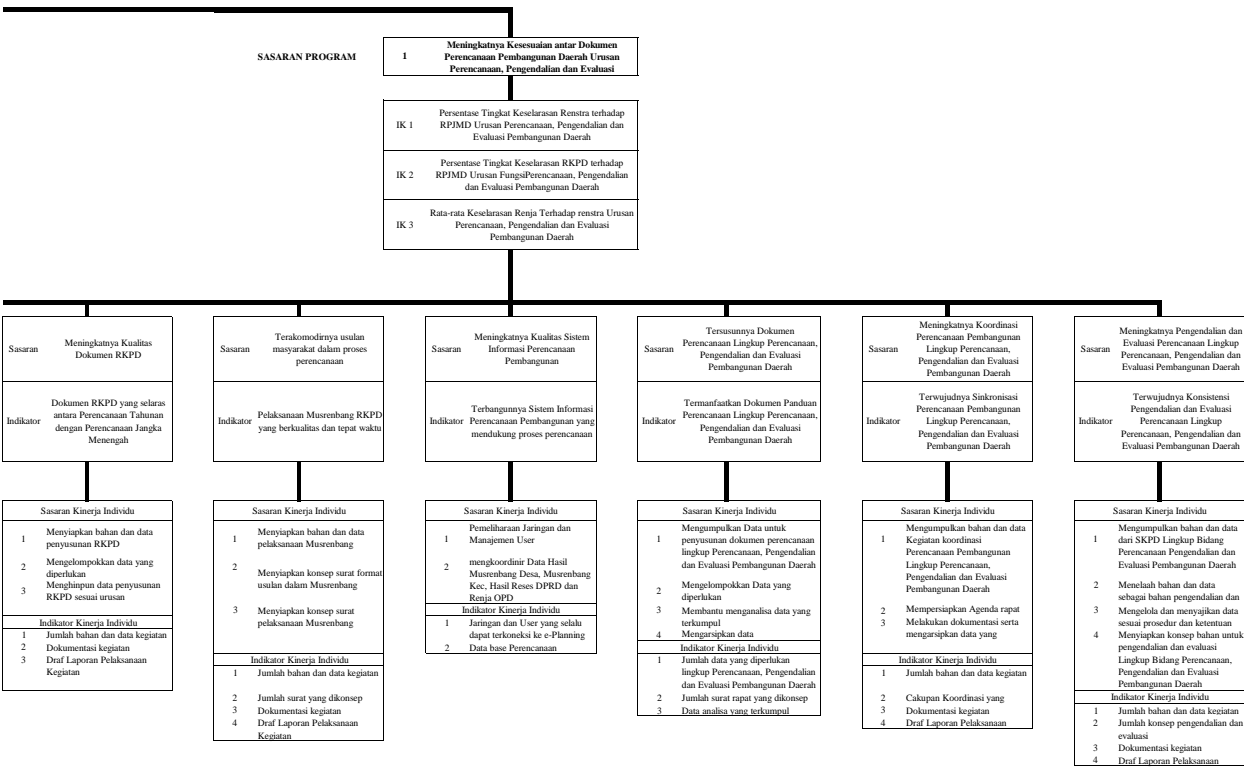 SASARAN PROGRAM
1
Meningkatnya Kesesuaian antar Dokumen
Perencanaan Pembangunan Daerah Urusan
Perencanaan, Pengendalian dan Evaluasi
IK 1
Persentase Tingkat Keselarasan Renstra terhadap
RPJMD Urusan Perencanaan, Pengendalian dan
Evaluasi Pembangunan Daerah
IK 2
Persentase Tingkat Keselarasan RKPD terhadap
RPJMD Urusan FungsiPerencanaan, Pengendalian
dan Evaluasi Pembangunan Daerah
IK 3
Rata-rata Keselarasan Renja Terhadap renstra Urusan
Perencanaan, Pengendalian dan Evaluasi
Pembangunan Daerah
Sasaran
Meningkatnya Kualitas
Dokumen RKPD
Indikator
Dokumen RKPD yang selaras
antara Perencanaan Tahunan
dengan Perencanaan Jangka
Menengah
Sasaran Kinerja Individu
1 Menyiapkan bahan dan data
penyusunan RKPD
2 Mengelompokkan data yang
diperlukan
3 Menghinpun data penyusunan
RKPD sesuai urusan
Indikator Kinerja Individu
1 Jumlah bahan dan data kegiatan
2 Dokumentasi kegiatan
3 Draf Laporan Pelaksanaan
Kegiatan
Sasaran
Terakomodirnya usulan
masyarakat dalam proses
perencanaan
Indikator
Pelaksanaan Musrenbang RKPD
yang berkualitas dan tepat waktu
Sasaran Kinerja Individu
1 Menyiapkan bahan dan data
pelaksanaan Musrenbang
2 Menyiapkan konsep surat format
usulan dalam Musrenbang
3 Menyiapkan konsep surat
pelaksanaan Musrenbang
Indikator Kinerja Individu
1 Jumlah bahan dan data kegiatan
2 Jumlah surat yang dikonsep
3 Dokumentasi kegiatan
4 Draf Laporan Pelaksanaan
Kegiatan
Sasaran
Meningkatnya Kualitas Sistem
Informasi Perencanaan
Pembangunan
Indikator
Terbangunnya Sistem Informasi
Perencanaan Pembangunan yang
mendukung proses perencanaan
Sasaran Kinerja Individu
1 Pemeliharaan Jaringan dan
Manajemen User
2 mengkoordinir Data Hasil
Musrenbang Desa, Musrenbang
Kec, Hasil Reses DPRD dan
Renja OPD
Indikator Kinerja Individu
1 Jaringan dan User yang selalu
dapat terkoneksi ke e-Planning
2 Data base Perencanaan
Sasaran
Tersusunnya Dokumen
Perencanaan Lingkup Perencanaan,
Pengendalian dan Evaluasi
Pembangunan Daerah
Indikator
Termanfaatkan Dokumen Panduan
Perencanaan Lingkup Perencanaan,
Pengendalian dan Evaluasi
Pembangunan Daerah
Sasaran Kinerja Individu
1 Mengumpulkan Data untuk
penyusunan dokumen perencanaan
lingkup Perencanaan, Pengendalian
dan Evaluasi Pembangunan Daerah
2 Mengelompokkan Data yang
diperlukan
3 Membantu menganalisa data yang
terkumpul
4 Mengarsipkan data
Indikator Kinerja Individu
1 Jumlah data yang diperlukan
lingkup Perencanaan, Pengendalian
dan Evaluasi Pembangunan Daerah
2 Jumlah surat rapat yang dikonsep
3 Data analisa yang terkumpul
Sasaran
Meningkatnya Koordinasi
Perencanaan Pembangunan
Lingkup Perencanaan,
Pengendalian dan Evaluasi
Pembangunan Daerah
Indikator
Terwujudnya Sinkronisasi
Perencanaan Pembangunan
Lingkup Perencanaan,
Pengendalian dan Evaluasi
Pembangunan Daerah
Sasaran Kinerja Individu
1 Mengumpulkan bahan dan data
Kegiatan koordinasi
Perencanaan Pembangunan
Lingkup Perencanaan,
Pengendalian dan Evaluasi
Pembangunan Daerah
2 Mempersiapkan Agenda rapat
3 Melakukan dokumentasi serta
mengarsipkan data yang
Indikator Kinerja Individu
1 Jumlah bahan dan data kegiatan
2 Cakupan Koordinasi yang
3 Dokumentasi kegiatan
4 Draf Laporan Pelaksanaan
Sasaran
Meningkatnya Pengendalian dan
Evaluasi Perencanaan Lingkup
Perencanaan, Pengendalian dan
Evaluasi Pembangunan Daerah
Indikator
Terwujudnya Konsistensi
Pengendalian dan Evaluasi
Perencanaan Lingkup
Perencanaan, Pengendalian dan
Evaluasi Pembangunan Daerah
Sasaran Kinerja Individu
1 Mengumpulkan bahan dan data
dari SKPD Lingkup Bidang
Perencanaan Pengendalian dan
Evaluasi Pembangunan Daerah
2 Menelaah bahan dan data
sebagai bahan pengendalian dan
3 Mengelola dan menyajikan data
sesuai prosedur dan ketentuan
4 Menyiapkan konsep bahan untuk
pengendalian dan evaluasi
Lingkup Bidang Perencanaan,
Pengendalian dan Evaluasi
Pembangunan Daerah
Indikator Kinerja Individu
1 Jumlah bahan dan data kegiatan
2 Jumlah konsep pengendalian dan
evaluasi
3 Dokumentasi kegiatan
4 Draf Laporan Pelaksanaan